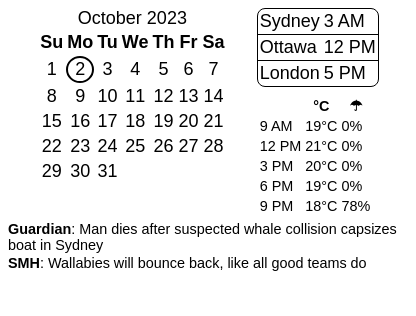 October 2023
Su Mo Tu We Th Fr Sa
1 2 3 4 5 6 7
8 9 10 11 12 13 14
15 16 17 18 19 20 21
22 23 24 25 26 27 28
29 30 31
Sydney 3 AM
Ottawa 12 PM
London 5 PM
°C ☂
9 AM 19°C 0%
12 PM 21°C 0%
3 PM 20°C 0%
6 PM 19°C 0%
9 PM 18°C 78%
Guardian: Man dies after suspected whale collision capsizes
boat in Sydney
SMH: Wallabies will bounce back, like all good teams do